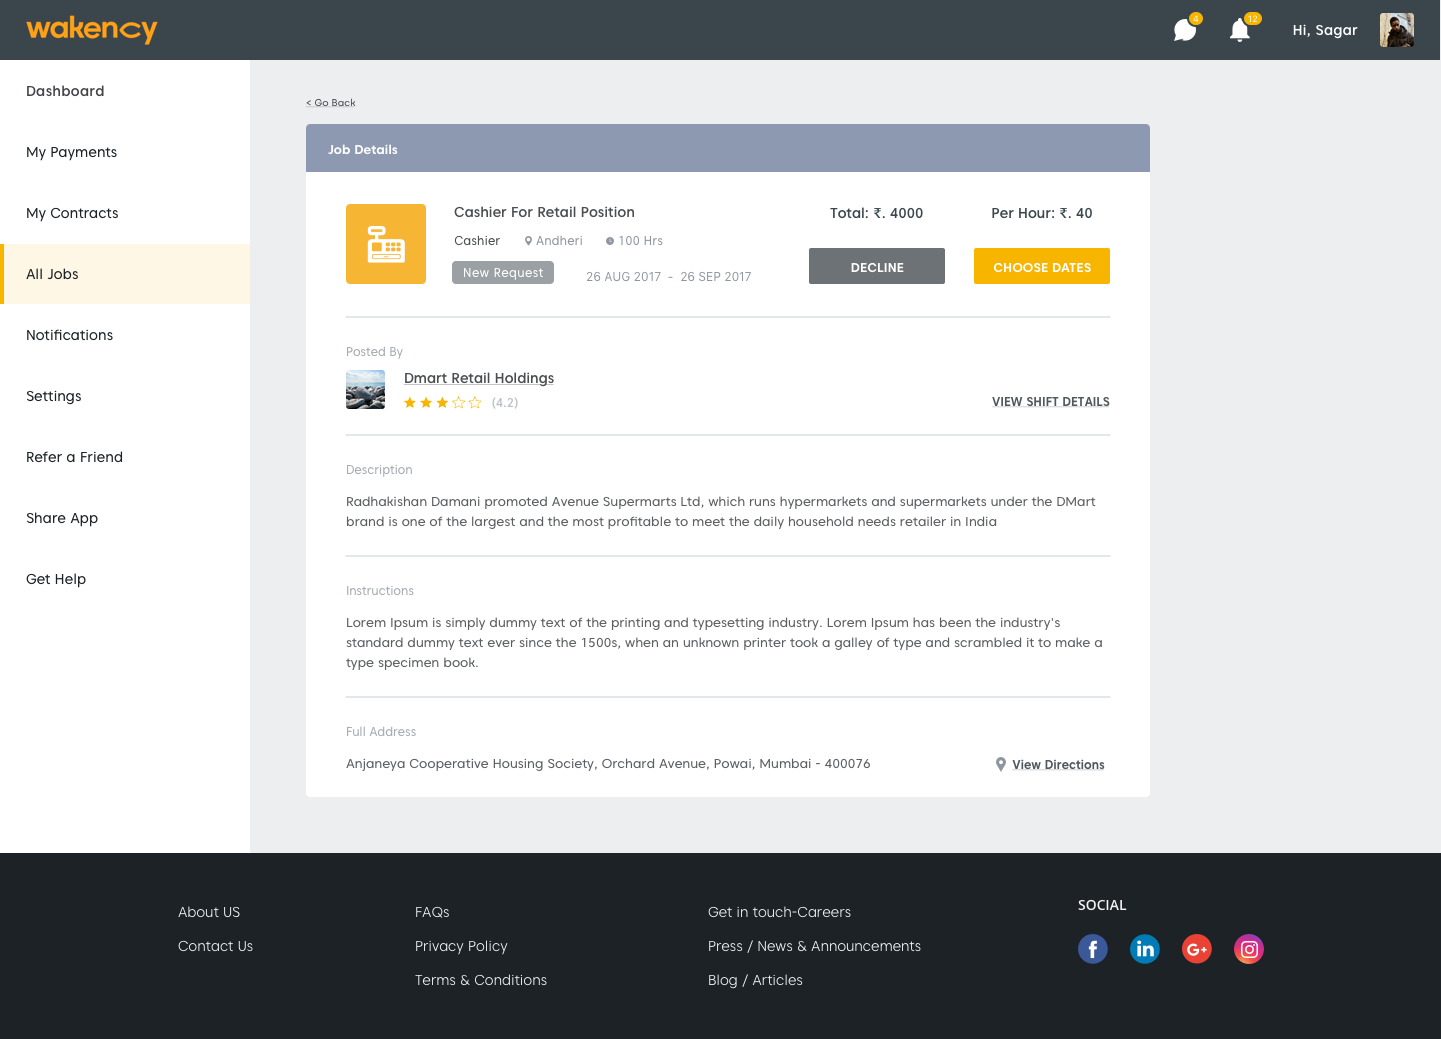 wakency
4
12
Hi, Sagar
Dashboard
My Payments
My Contracts
All Jobs
Notifications
Settings
Refer a Friend
Share App
Get Help
< Go Back
Job Details
Cashier For Retail Position
Cashier
Andheri
100 Hrs
New Request
26 AUG 2017 - 26 SEP 2017
Total: ₹. 4000
Per Hour: ₹. 40
DECLINE
CHOOSE DATES
Posted By
Dmart Retail Holdings
(4.2)
VIEW SHIFT DETAILS
Description
Radhakishan Damani promoted Avenue Supermarts Ltd, which runs hypermarkets and supermarkets under the DMart
brand is one of the largest and the most profitable to meet the daily household needs retailer in India
Instructions
Lorem Ipsum is simply dummy text of the printing and typesetting industry. Lorem Ipsum has been the industry's
standard dummy text ever since the 1500s, when an unknown printer took a galley of type and scrambled it to make a
type specimen book.
Full Address
Anjaneya Cooperative Housing Society, Orchard Avenue, Powai, Mumbai - 400076
View Directions
About US
Contact Us
FAQs
Privacy Policy
Terms & Conditions
Get in touch-Careers
Press / News & Announcements
Blog / Articles
SOCIAL
f
in
G+